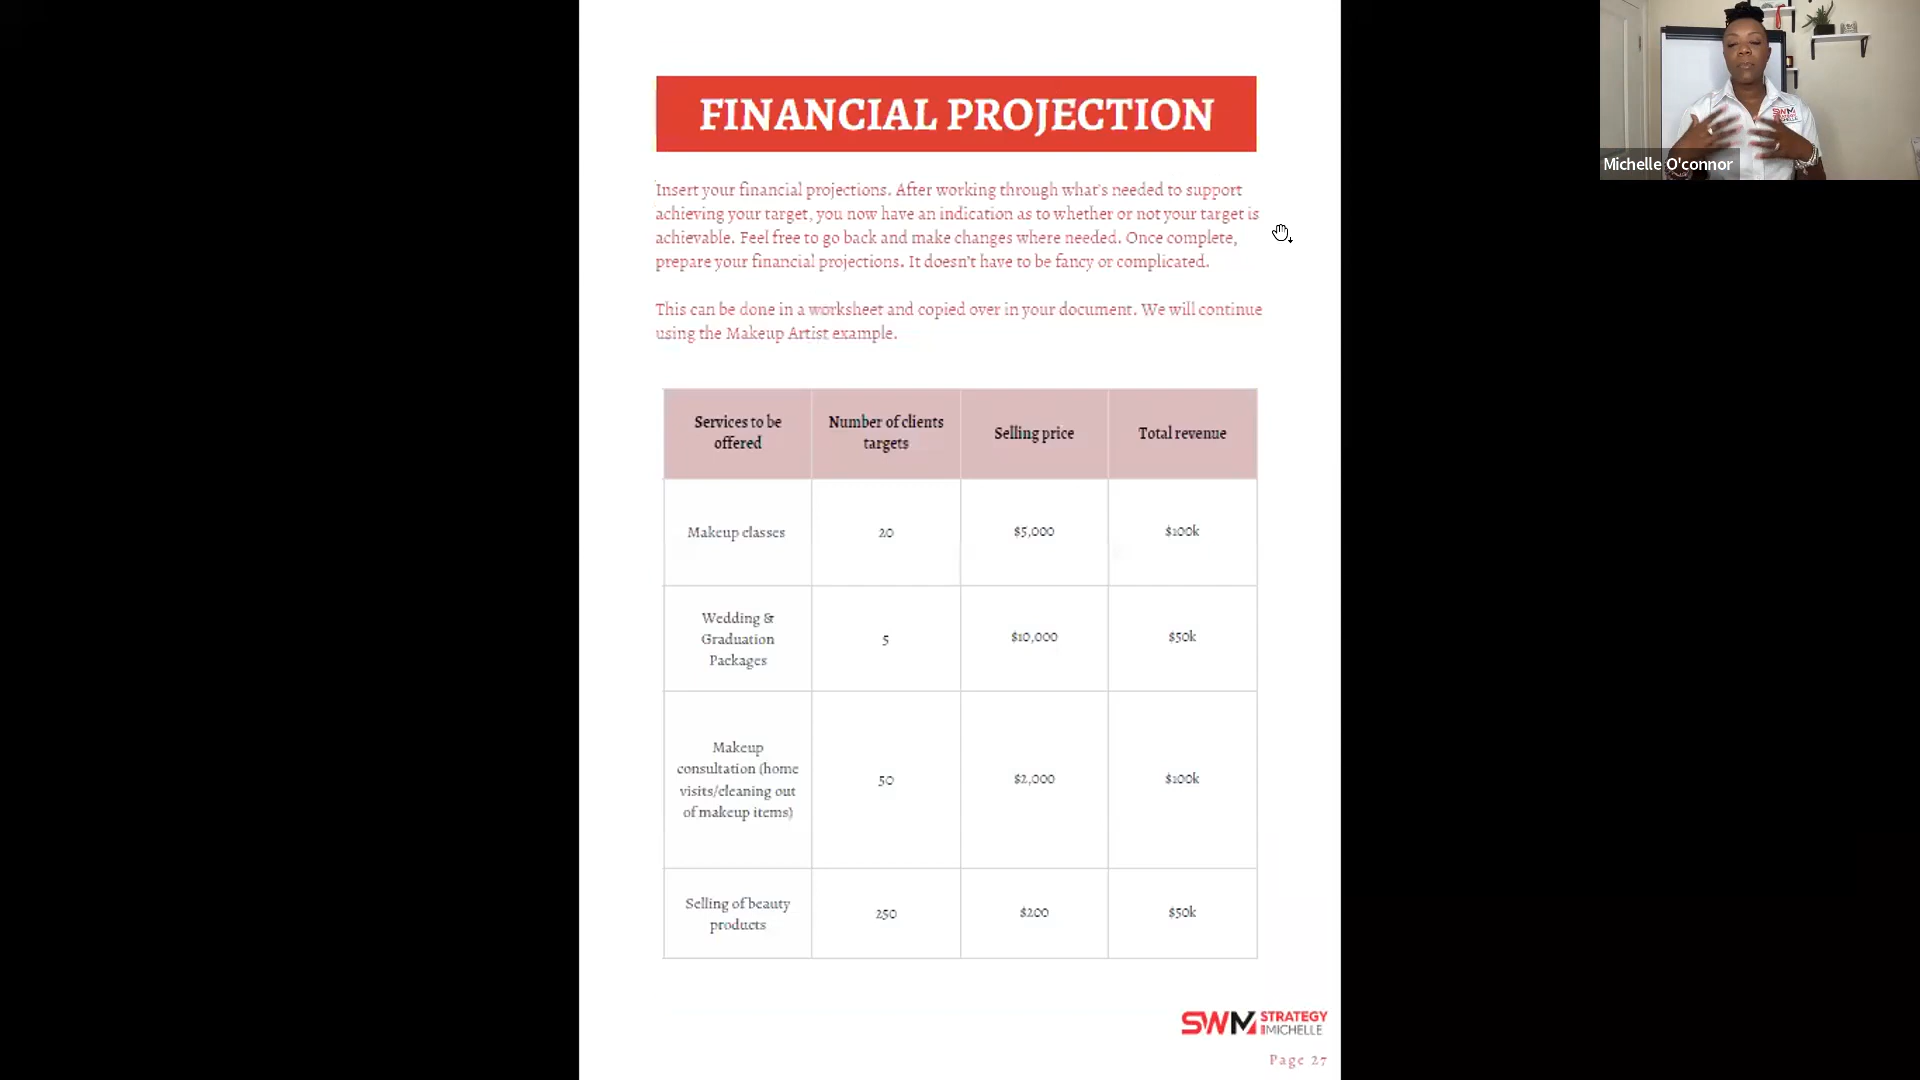 FINANCIAL PROJECTION
Insert your financial projections. After working through what's needed to support
achieving your target, you now have an indication as to whether or not your target is
achievable. Feel free to go back and make changes where needed. Once complete,
prepare your financial projections. It doesn't have to be fancy or complicated.
This can be done in a worksheet and copied over in your document. We will continue
using the Makeup Artist example.
Services to be
offered
Number of clients
targets
Selling price
Total revenue
Makeup classes
20
$5,000
$100k
Wedding &
Graduation
Packages
5
$10,000
$50k
Makeup
consultation (home
visits/cleaning out
of makeup items)
50
$2,000
$100k
Selling of beauty
products
250
$200
$50k
SWM STRATEGY
MICHELLE
Page 27
SWM
Michelle O'connor